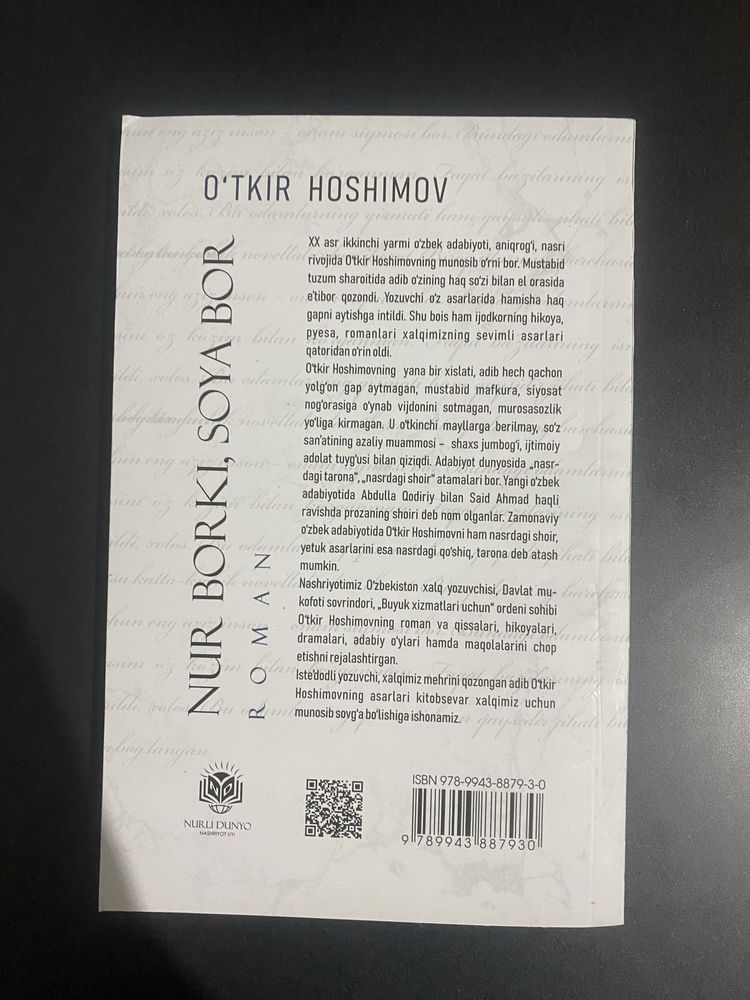 O‘TKIR HOSHIMOV
NUR BORKI, SOYA BOR
ROMAN
XX asr ikkinchi yarmi o‘zbek adabiyoti, aniqrog‘i, nasri
rivojida O‘tkir Hoshimovning munosib o‘rni bor. Mustabid
tuzum sharoitida adib o‘zining haq so‘zi bilan el orasida
e’tibor qozondi. Yozuvchi o‘z asarlarida hamisha haq
gapni aytishga intildi. Shu bois ham ijodkorning hikoya,
pyesa, romanlari xalqimizning sevimli asarlari
qatoridan o‘rin oldi.
O‘tkir Hoshimovning yana bir xislati, adib hech qachon
yolg‘on gap aytmagan, mustabid mafkura, siyosat
nog‘orasiga o‘ynab vijdonini sotmagan, murosasozlik
yo‘liga kirmagan. U o‘tkinchi mayllarga berilmay, so‘z
san’atining azaliy muammosi – shaxs jumbog‘i, ijtimoiy
adolat tuyg‘usi bilan qiziqdi. Adabiyot dunyosida „nasr-
dagi tarona“, „nasrdagi shoir“ atamalari bor. Yangi o‘zbek
adabiyotida Abdulla Qodiriy bilan Said Ahmad haqli
ravishda prozaning shoiri deb nom olganlar. Zamonaviy
o‘zbek adabiyotida O‘tkir Hoshimovni ham nasrdagi shoir,
yetuk asarlarini esa nasrdagi qo‘shiq, tarona deb atash
mumkin.
Nashriyotimiz O‘zbekiston xalq yozuvchisi, Davlat mu-
kofoti sovrindori, „Buyuk xizmatlari uchun“ ordeni sohibi
O‘tkir Hoshimovning roman va qissalari, hikoyalari,
dramalari, adabiy o‘ylari hamda maqolalarini chop
etishni rejalashtirgan.
Iste’dodli yozuvchi, xalqimiz mehrini qozongan adib O‘tkir
Hoshimovning asarlari kitobsevar xalqimiz uchun
munosib sovg‘a bo‘lishiga ishonamiz.
NURLI DUNYO
NASHRIYOT UYI
ISBN 978-9943-8879-3-0
9 789943 887930